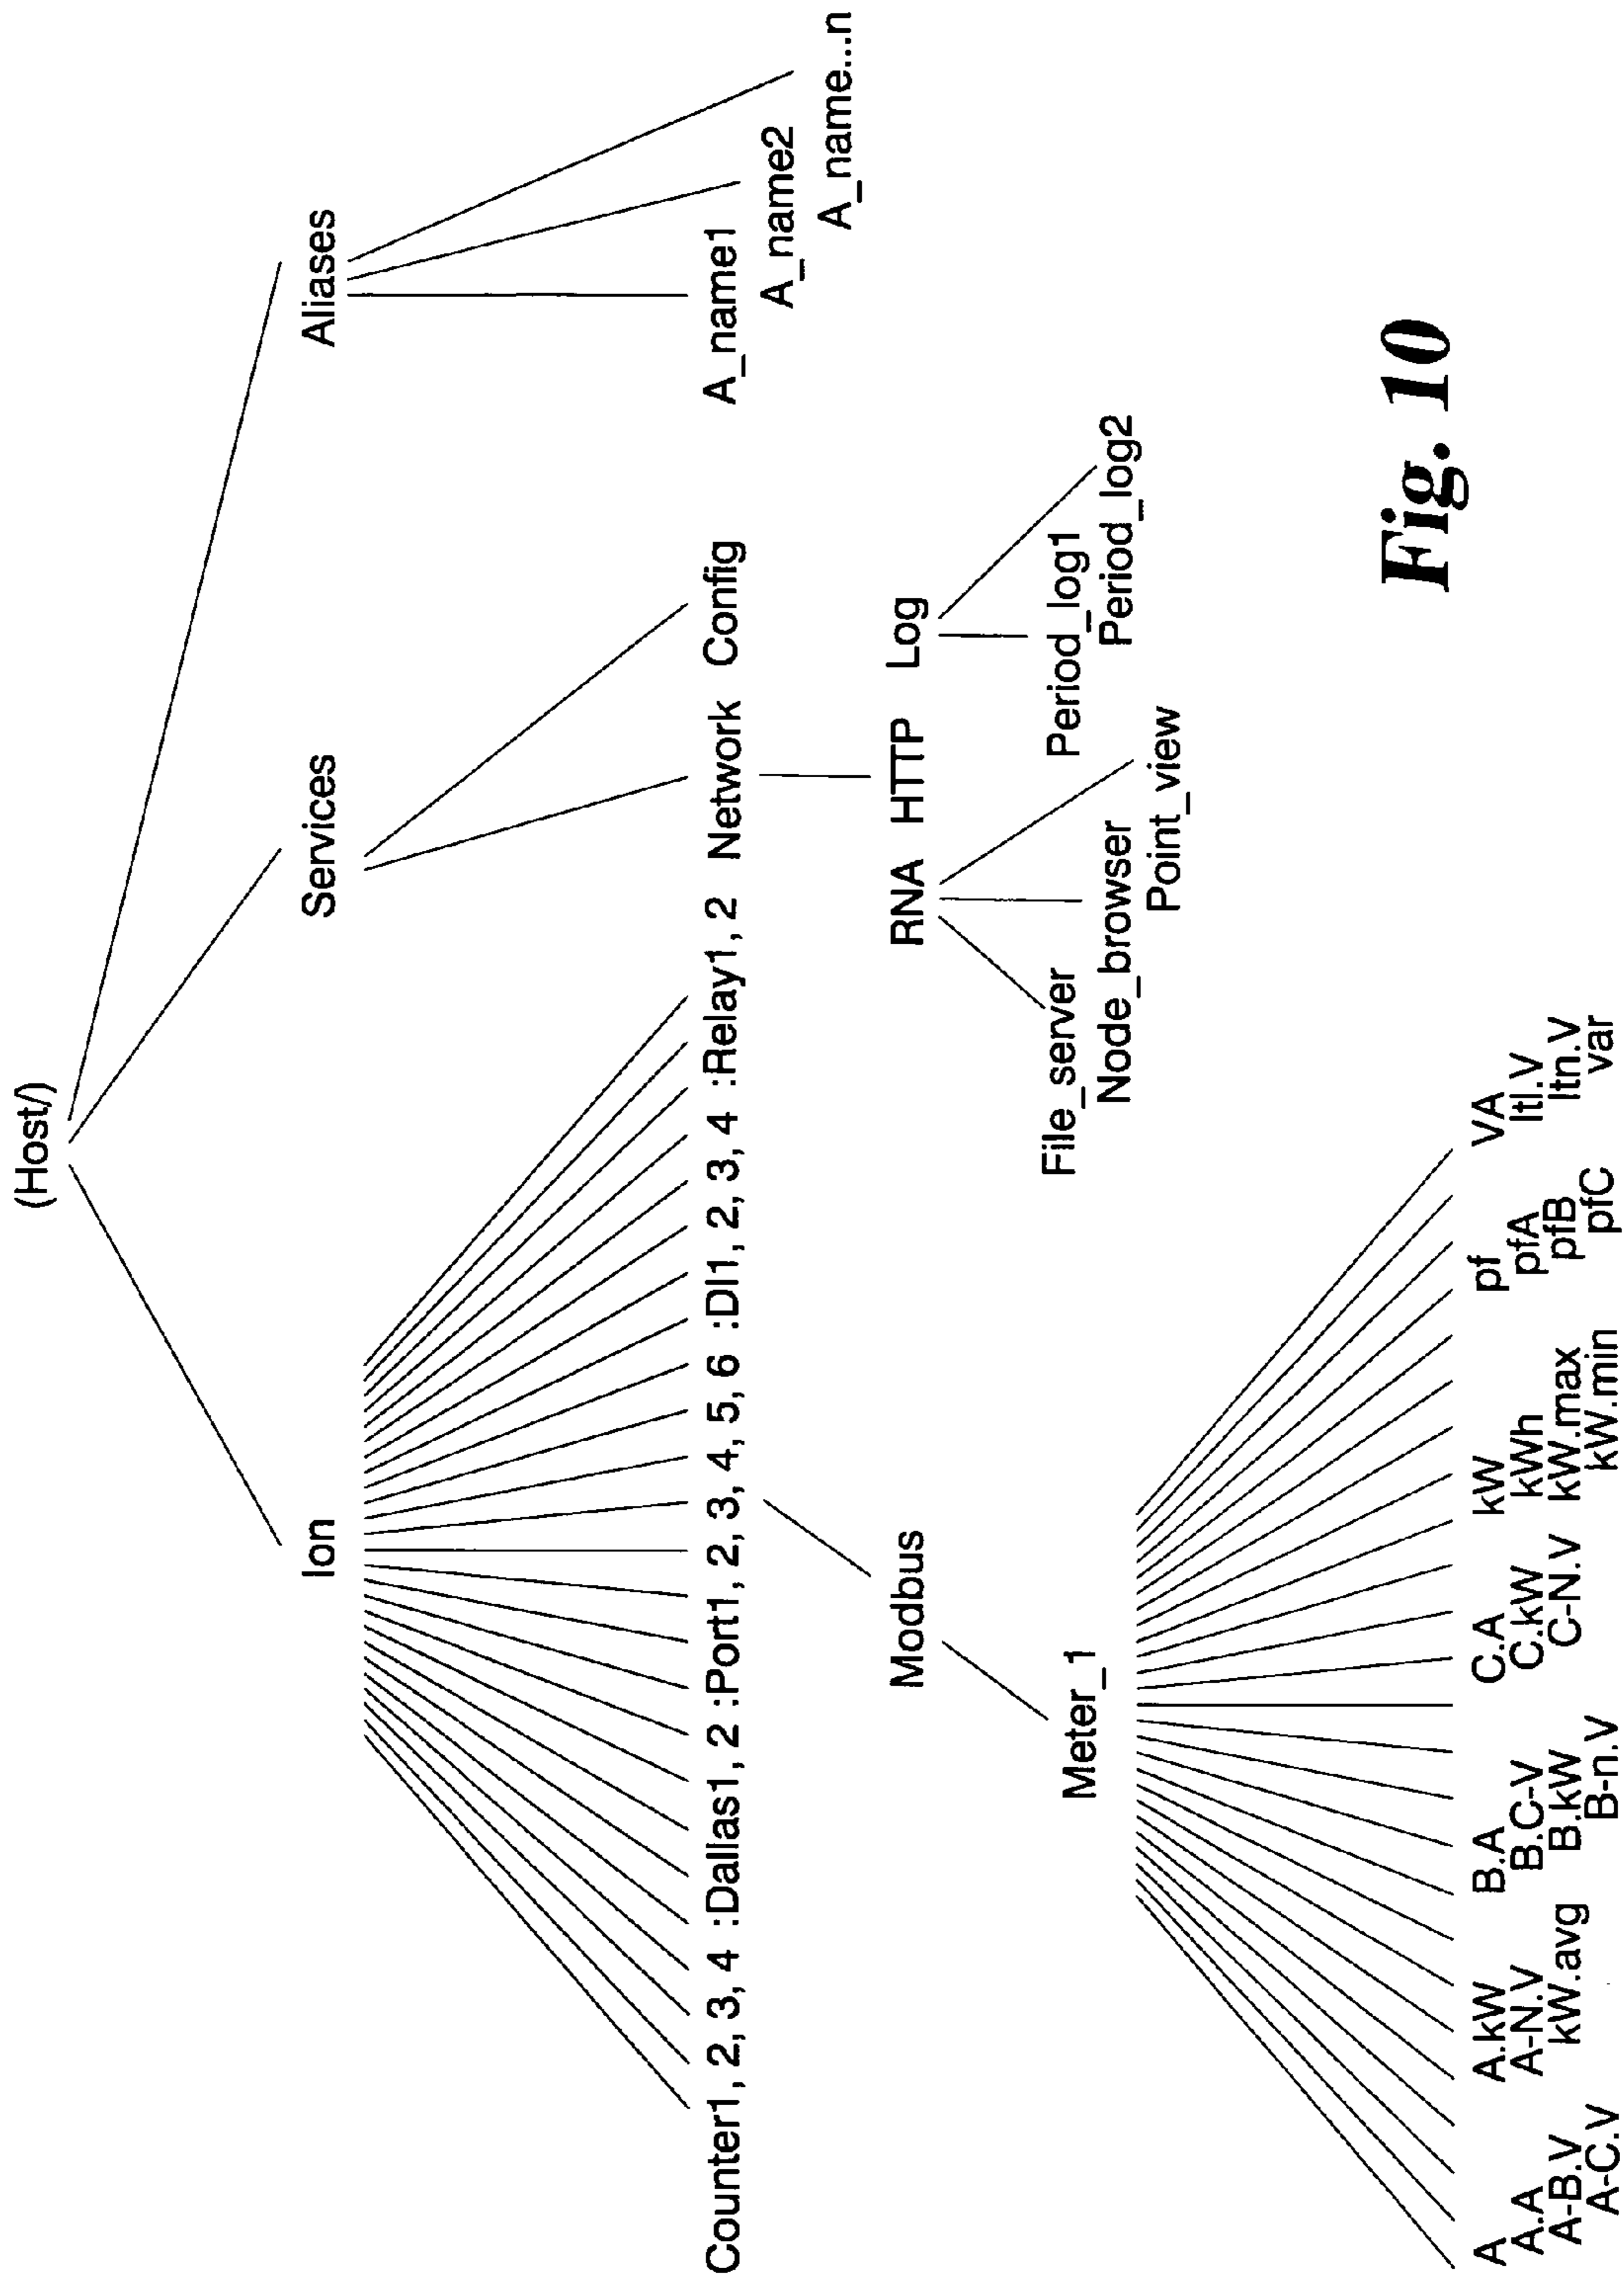 (Host/)
Ion
Services
Aliases
Counter1, 2, 3, 4 :Dallas1, 2 :Port1, 2, 3, 4, 5, 6 :DI1, 2, 3, 4 :Relay1, 2
Network
Config
A_name1
A_name2
A_name...n
Modbus
RNA
HTTP
Log
Meter_1
File_server
Node_browser
Point_view
Period_log1
Period_log2
A
A.A
A-B.V
A-C.V
A.kW
A-N.V
kW.avg
B.A
B.C-V
B.kW
B-n.V
C.A
C.kW
C-N.V
kW
kWh
kW.max
kW.min
pf
pfA
pfB
pfC
VA
ltl.V
ltn.V
var
Fig. 10